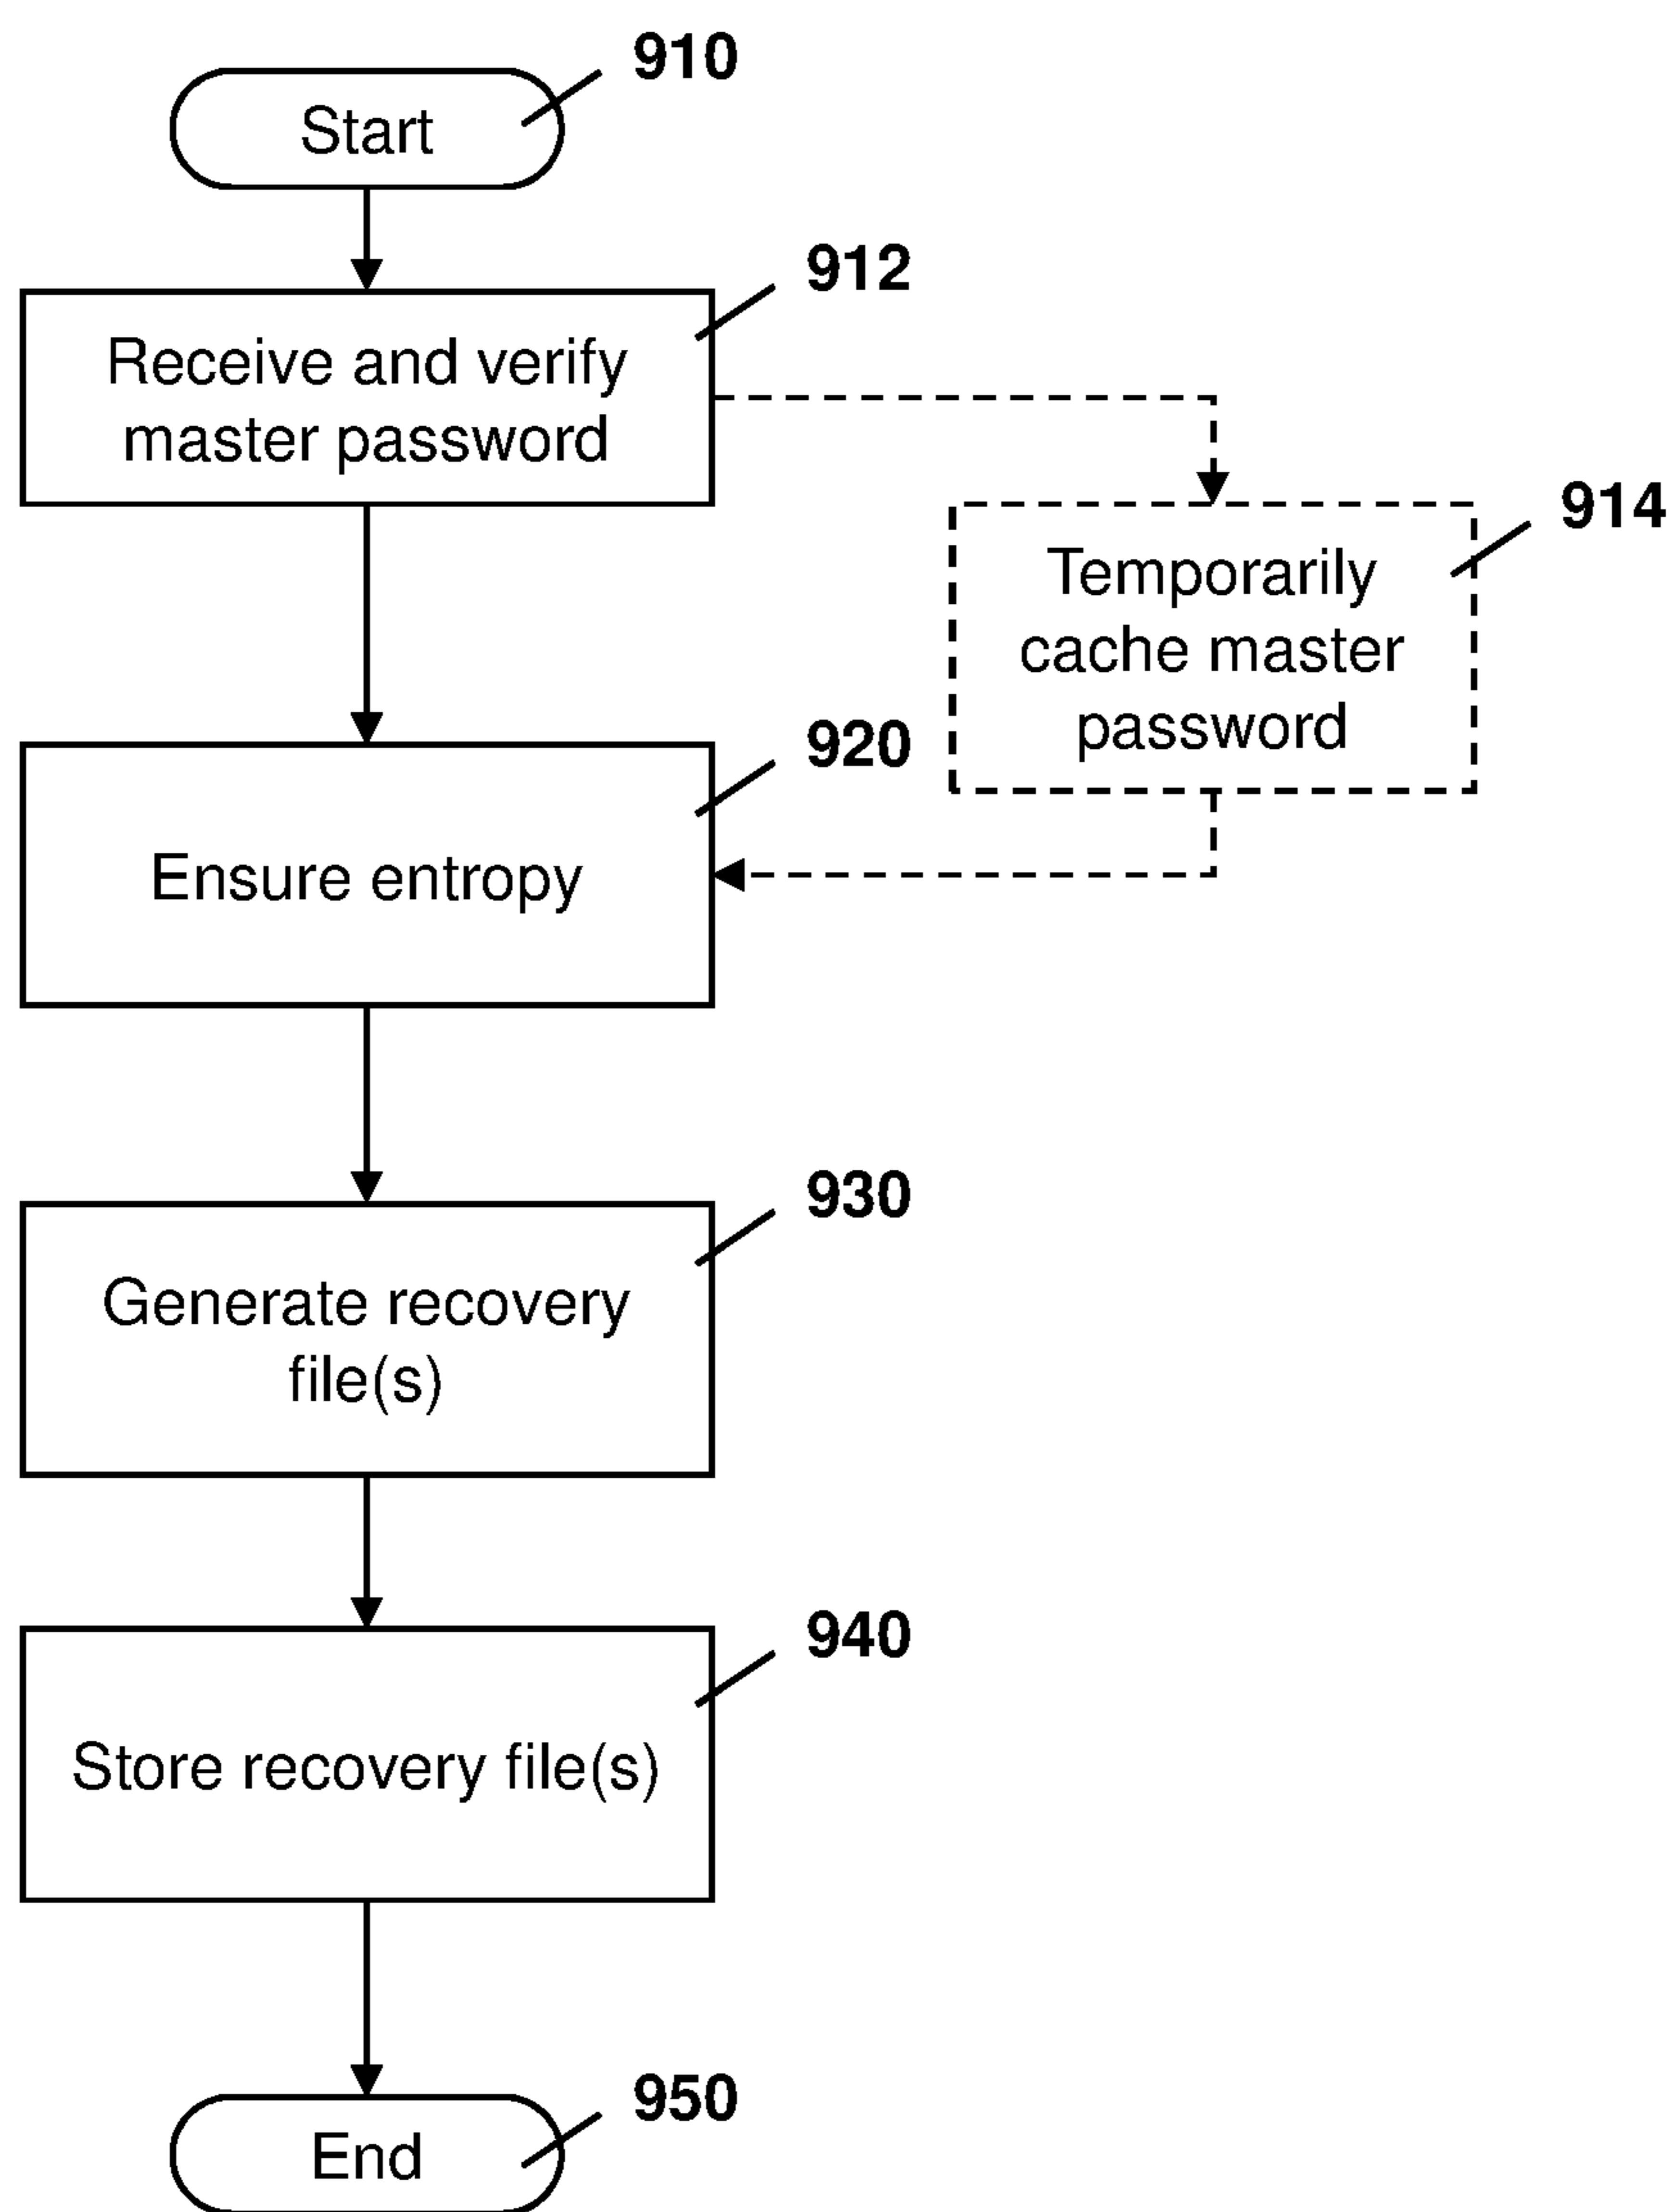 910
Start
912
Receive and verify
master password
914
Temporarily
cache master
password
920
Ensure entropy
930
Generate recovery
file(s)
940
Store recovery file(s)
950
End